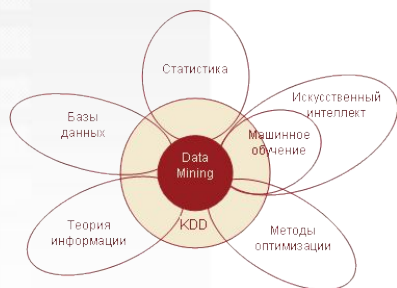 Статистика
Искусственный
интеллект
Базы
данных
Машинное
обучение
Data
Mining
KDD
Теория
информации
Методы
оптимизации